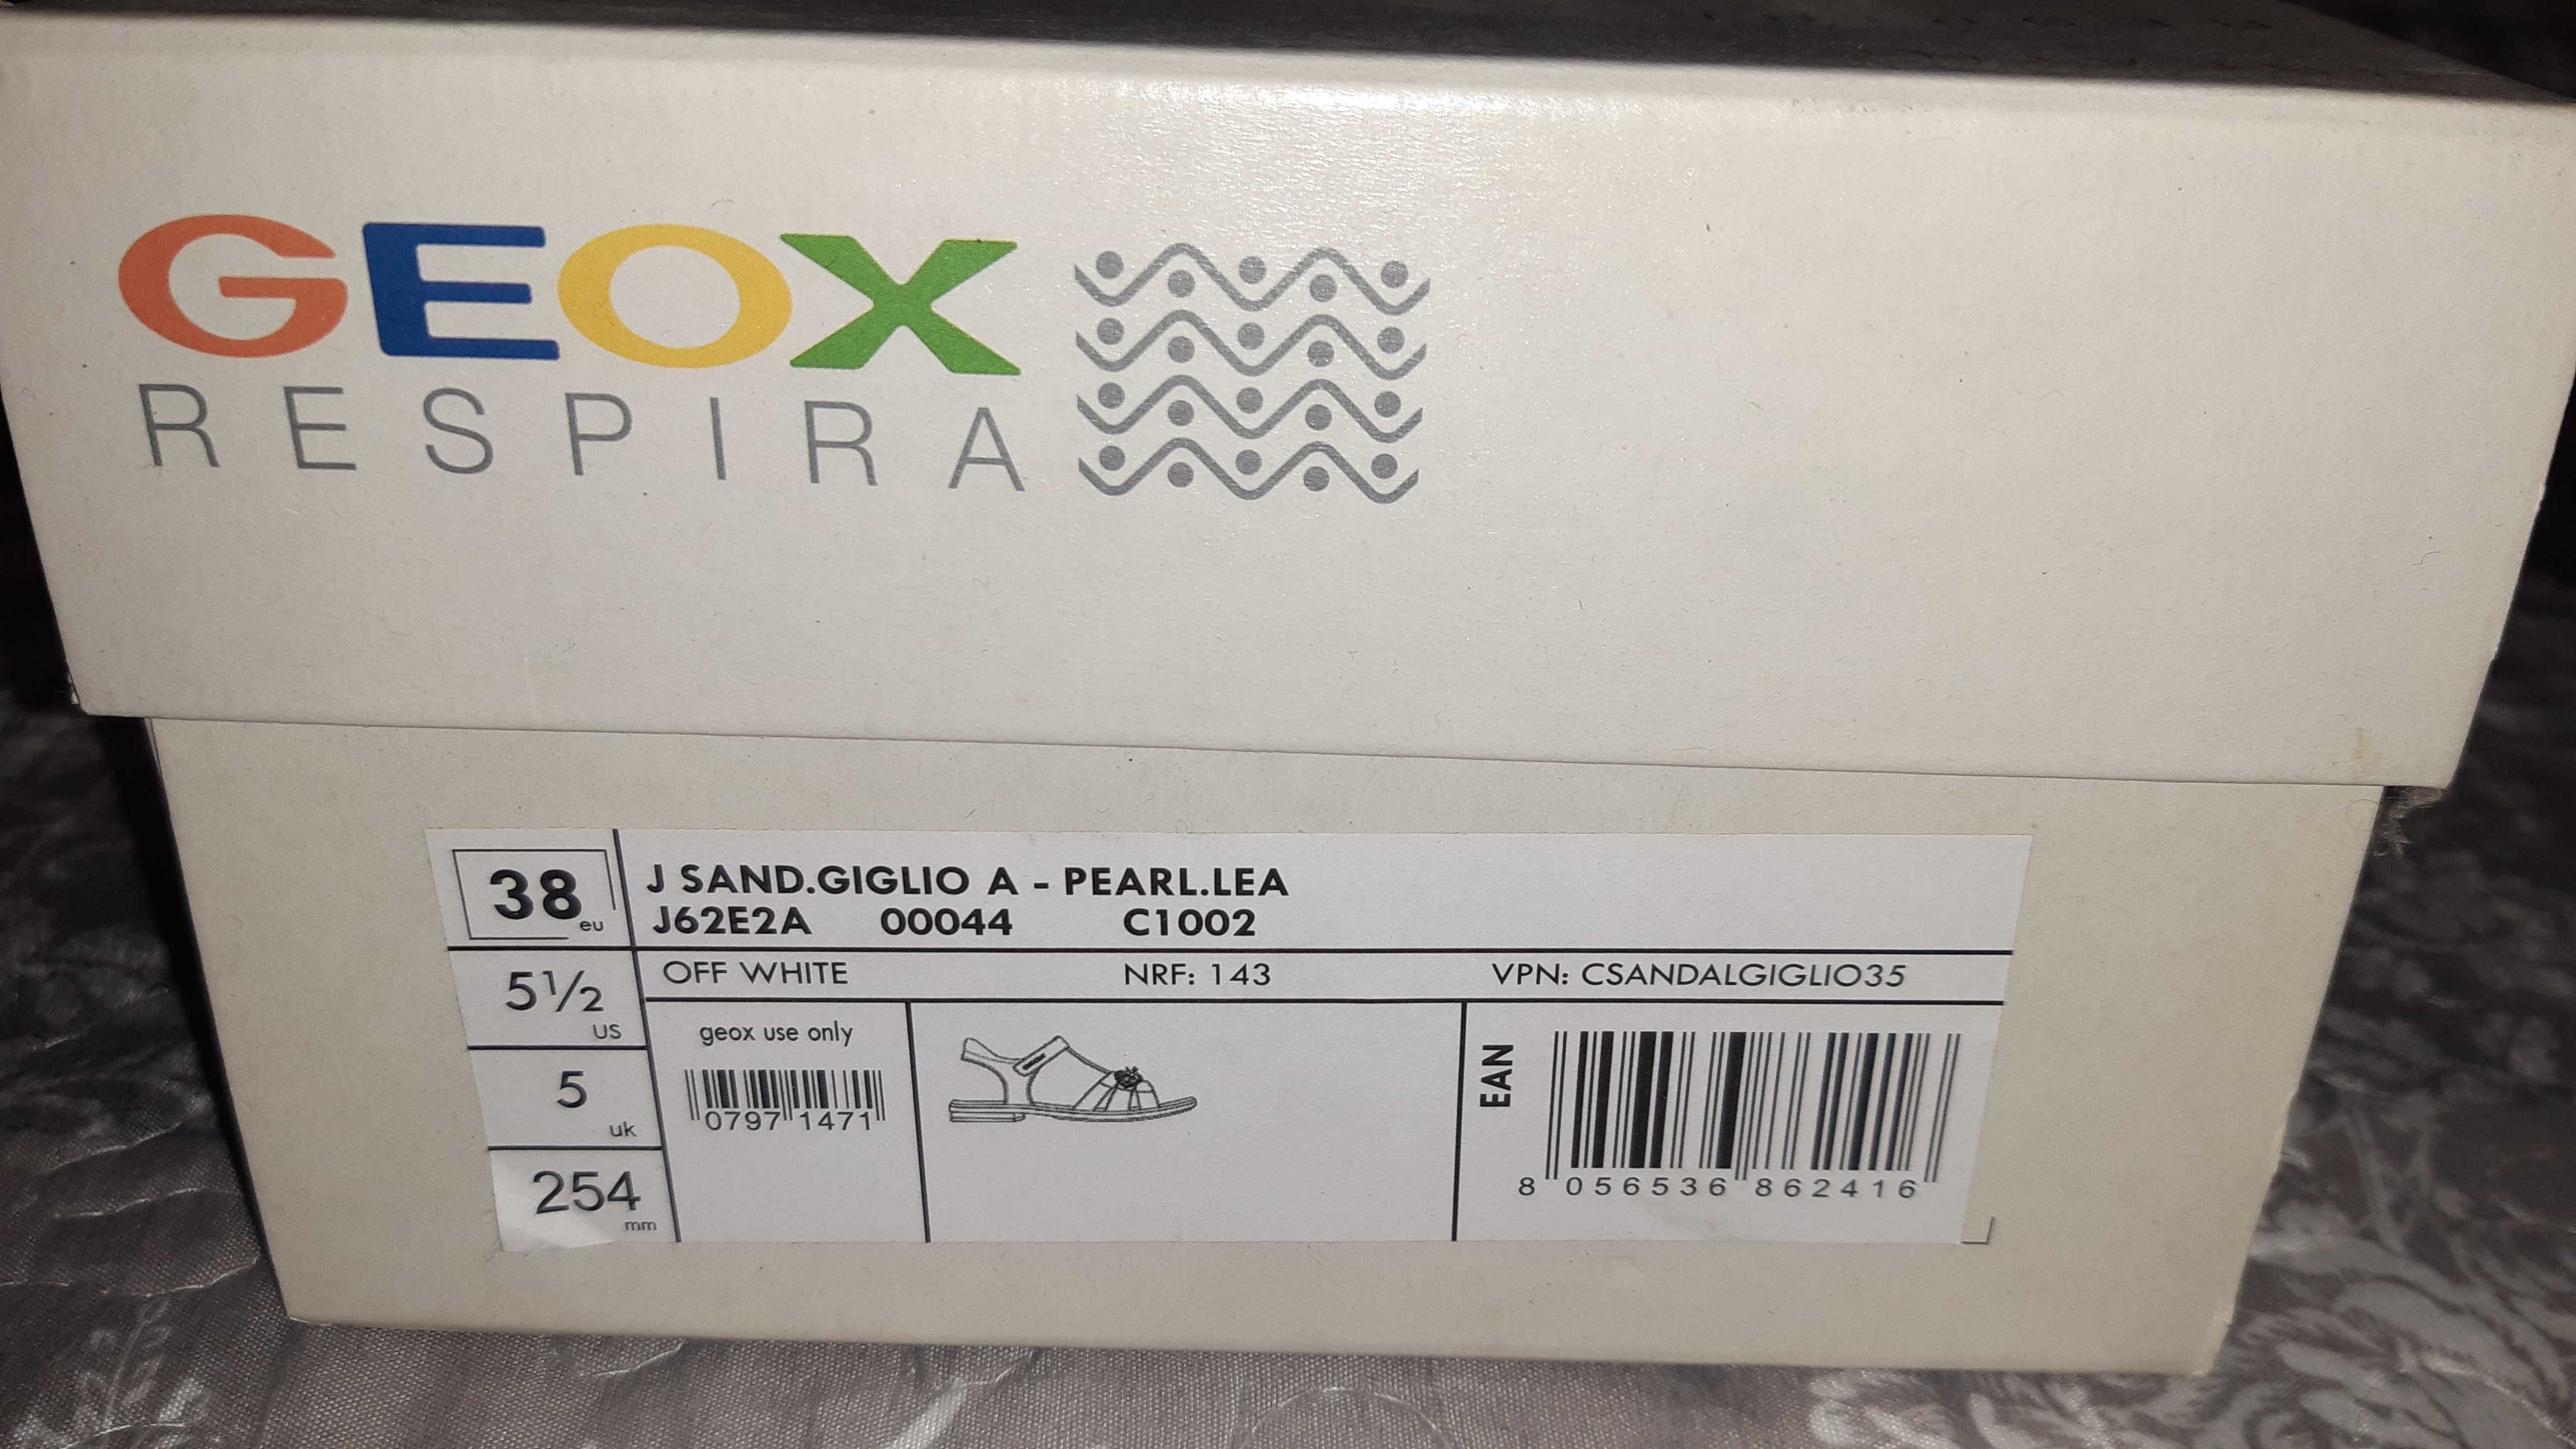 GEOX
RESPIRA
38 eu
J SAND.GIGLIO A - PEARL.LEA
J62E2A 00044 C1002
5½ US
OFF WHITE NRF: 143 VPN: CSANDALGIGLIO35
5 uk
254 mm
geox use only
0797 1471
EAN
8 056536 862416